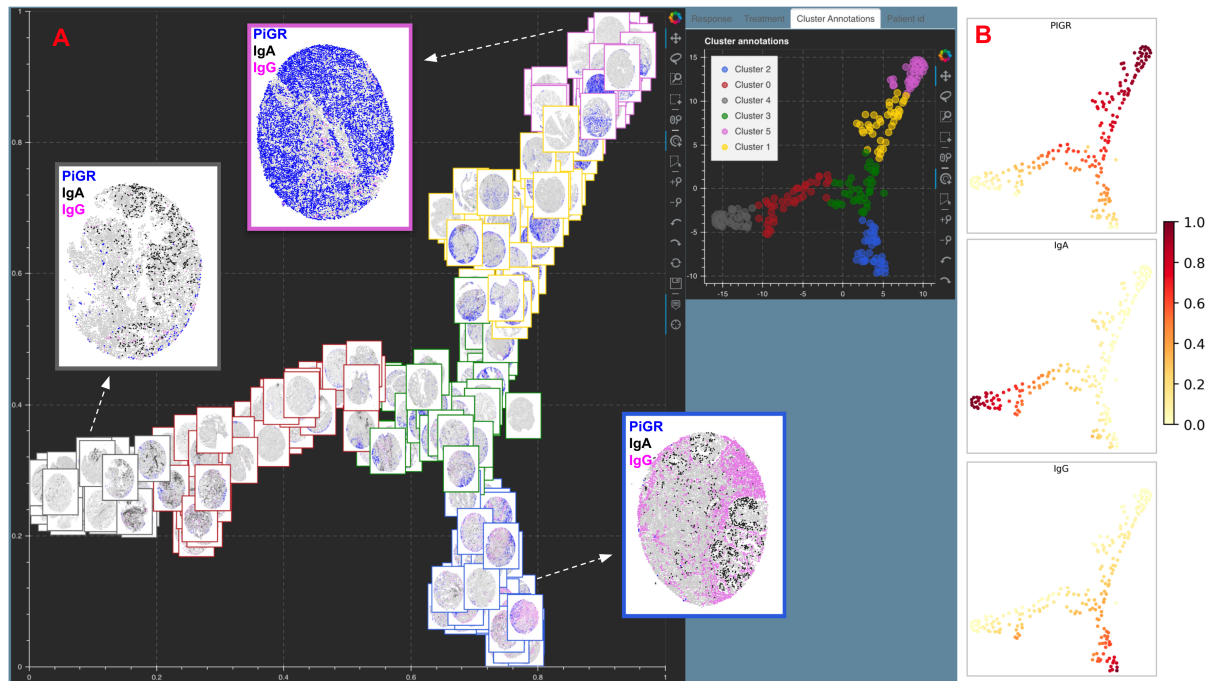 A
PiGR
IgA
IgG
PiGR
IgA
IgG
PiGR
IgA
IgG
1
0.8
0.6
0.4
0.2
0
0
0.2
0.4
0.6
0.8
1
Response
Treatment
Cluster Annotations
Patient id
Cluster annotations
Cluster 2
Cluster 0
Cluster 4
Cluster 3
Cluster 5
Cluster 1
15
10
5
0
-5
-10
-15
-10
-5
0
5
10
B
PIGR
IgA
IgG
1.0
0.8
0.6
0.4
0.2
0.0